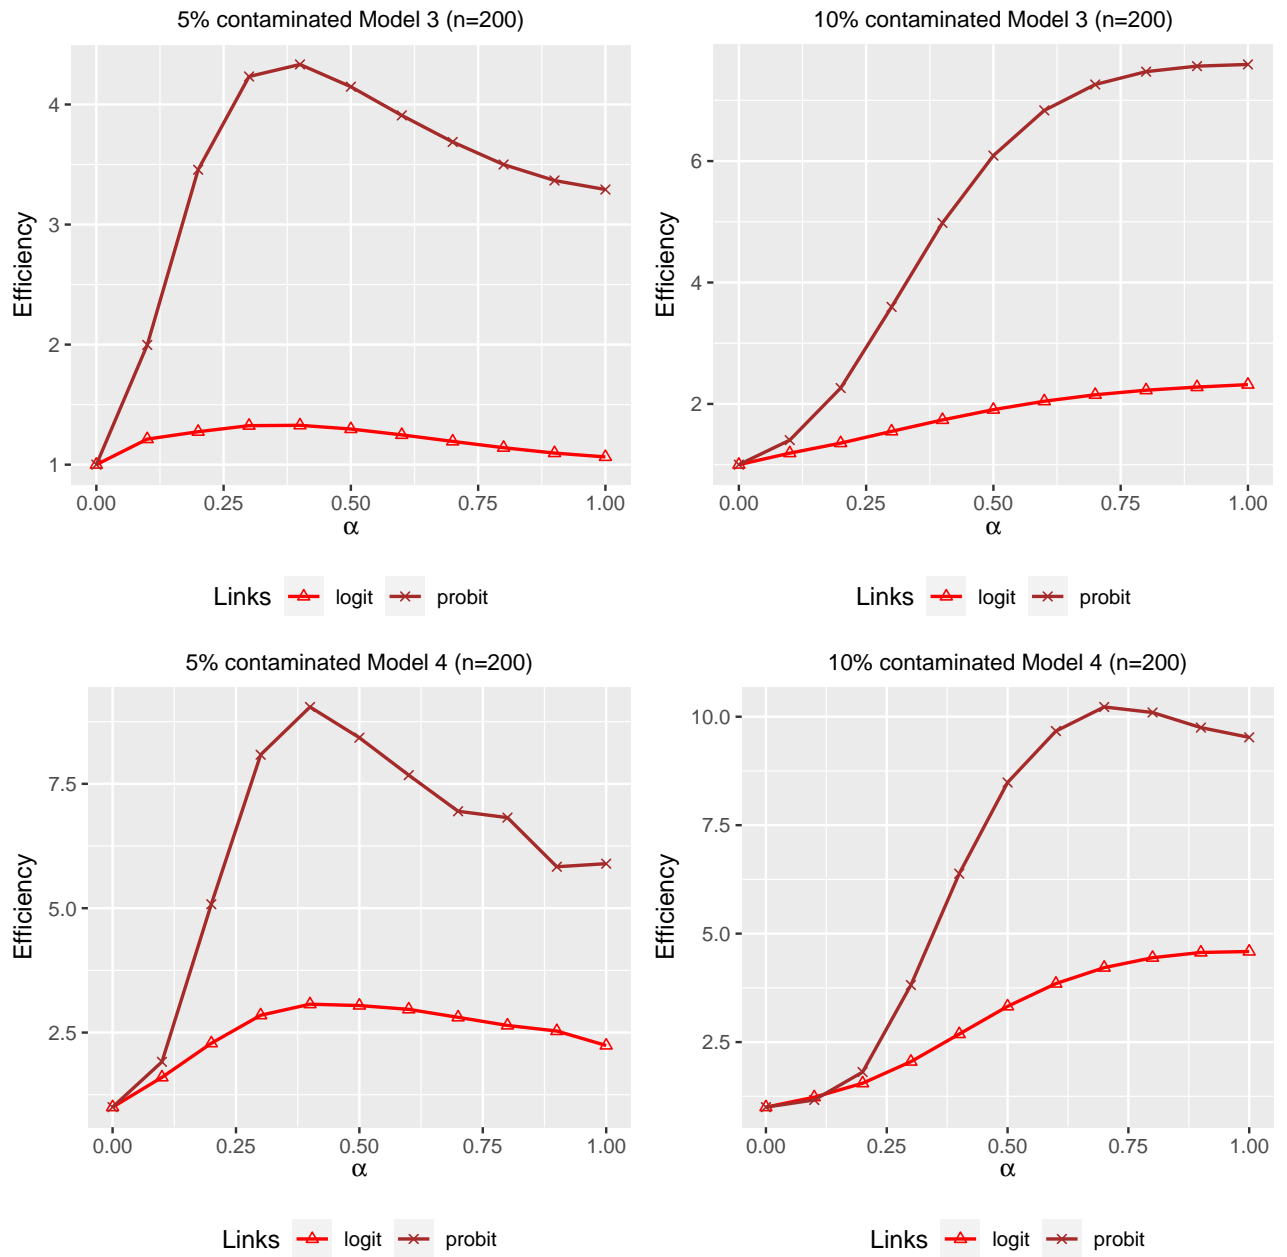 5% contaminated Model 3 (n=200)
Efficiency
4
3
2
1
0.00 0.25 0.50 0.75 1.00
α
Links logit probit
10% contaminated Model 3 (n=200)
Efficiency
6
4
2
0.00 0.25 0.50 0.75 1.00
α
Links logit probit
5% contaminated Model 4 (n=200)
Efficiency
7.5
5.0
2.5
0.00 0.25 0.50 0.75 1.00
α
Links logit probit
10% contaminated Model 4 (n=200)
Efficiency
10.0
7.5
5.0
2.5
0.00 0.25 0.50 0.75 1.00
α
Links logit probit